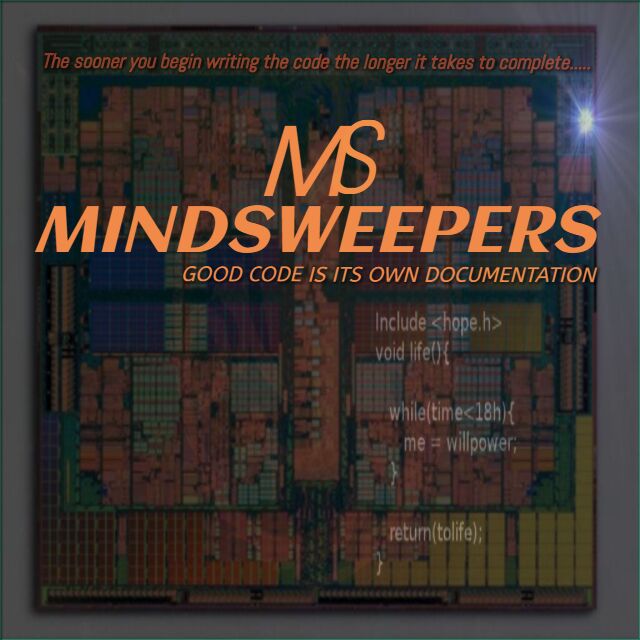 The sooner you begin writing the code the longer it takes to complete.....
MS
MINDSWEEPERS
GOOD CODE IS ITS OWN DOCUMENTATION
Include <hope.h>
void life(){
while(time<18h){
me = willpower;
}
return(tolife);
}